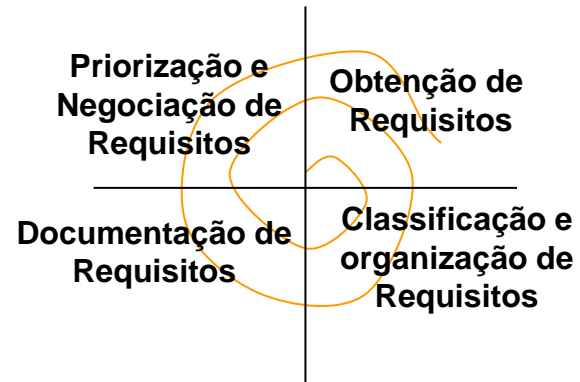 Priorização e
Negociação de
Requisitos
Obtenção de
Requisitos
Documentação de
Requisitos
Classificação e
organização de
Requisitos